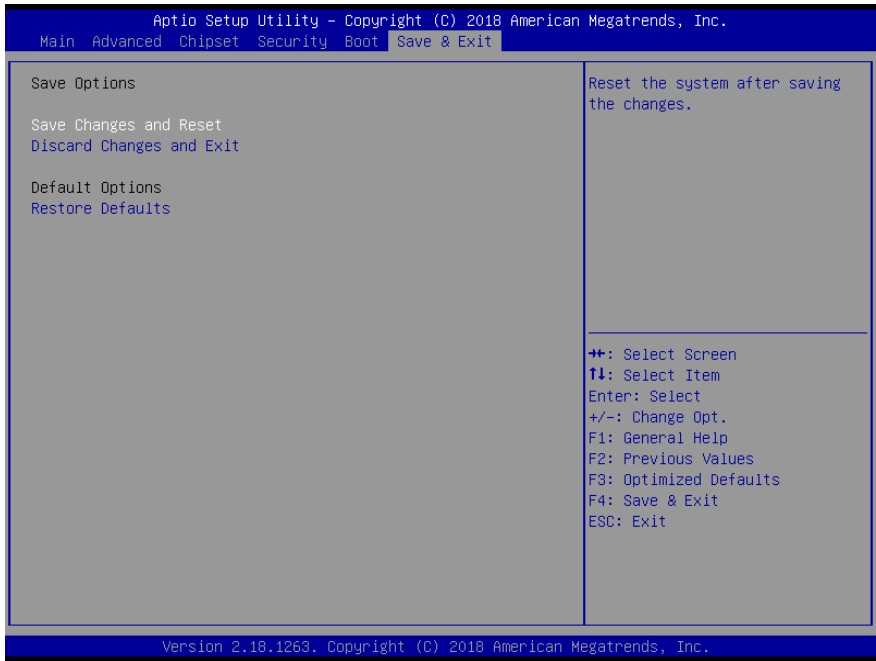 Aptio Setup Utility – Copyright (C) 2018 American Megatrends, Inc.
Main Advanced Chipset Security Boot Save & Exit
Save Options
Save Changes and Reset
Discard Changes and Exit
Default Options
Restore Defaults
Reset the system after saving
the changes.
→←: Select Screen
↑↓: Select Item
Enter: Select
+/-: Change Opt.
F1: General Help
F2: Previous Values
F3: Optimized Defaults
F4: Save & Exit
ESC: Exit
Version 2.18.1263. Copyright (C) 2018 American Megatrends, Inc.